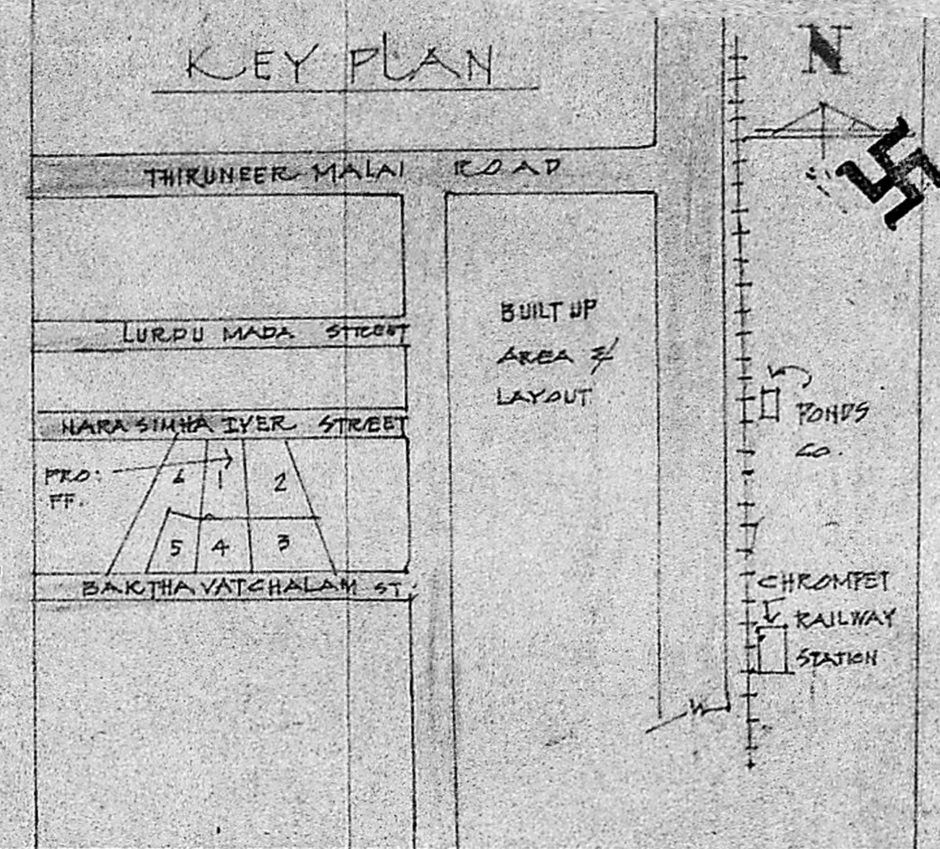 KEY PLAN
N
THIRUNEER MALAI ROAD
BUILT UP
AREA &
LAYOUT
LURDU MADA STREET
PONDS
CO.
NARASIMHA IYER STREET
PRO:
FF.
6 1 2
5 4 3
BAKTHAVATCHALAM ST.
CHROMPET
RAILWAY
STATION